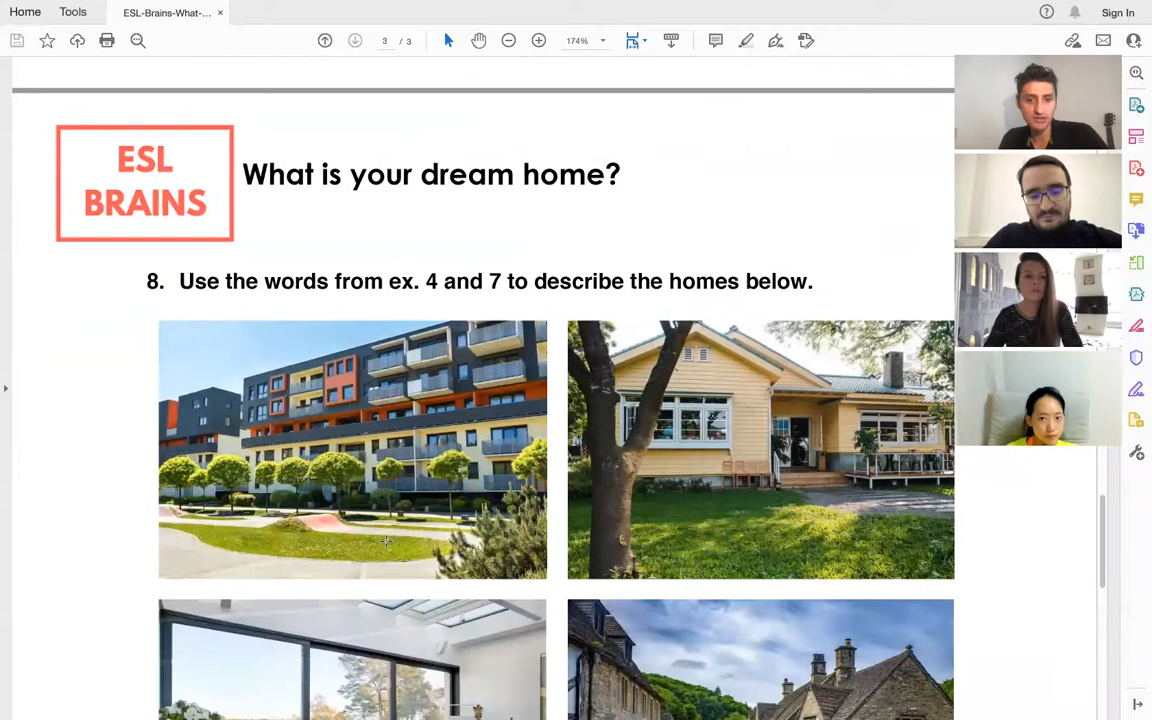 Home
Tools
ESL-Brains-What-...
×
Sign In
3 / 3
174%
ESL
BRAINS
What is your dream home?
8. Use the words from ex. 4 and 7 to describe the homes below.